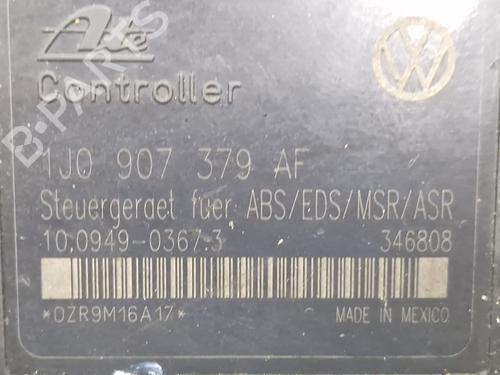 Ate
Controller
B-PARTS
1J0 907 379 AF
Steuergeraet fuer ABS/EDS/MSR/ASR
10.0949-0367.3 346808
*0ZR9M16A17* MADE IN MEXICO